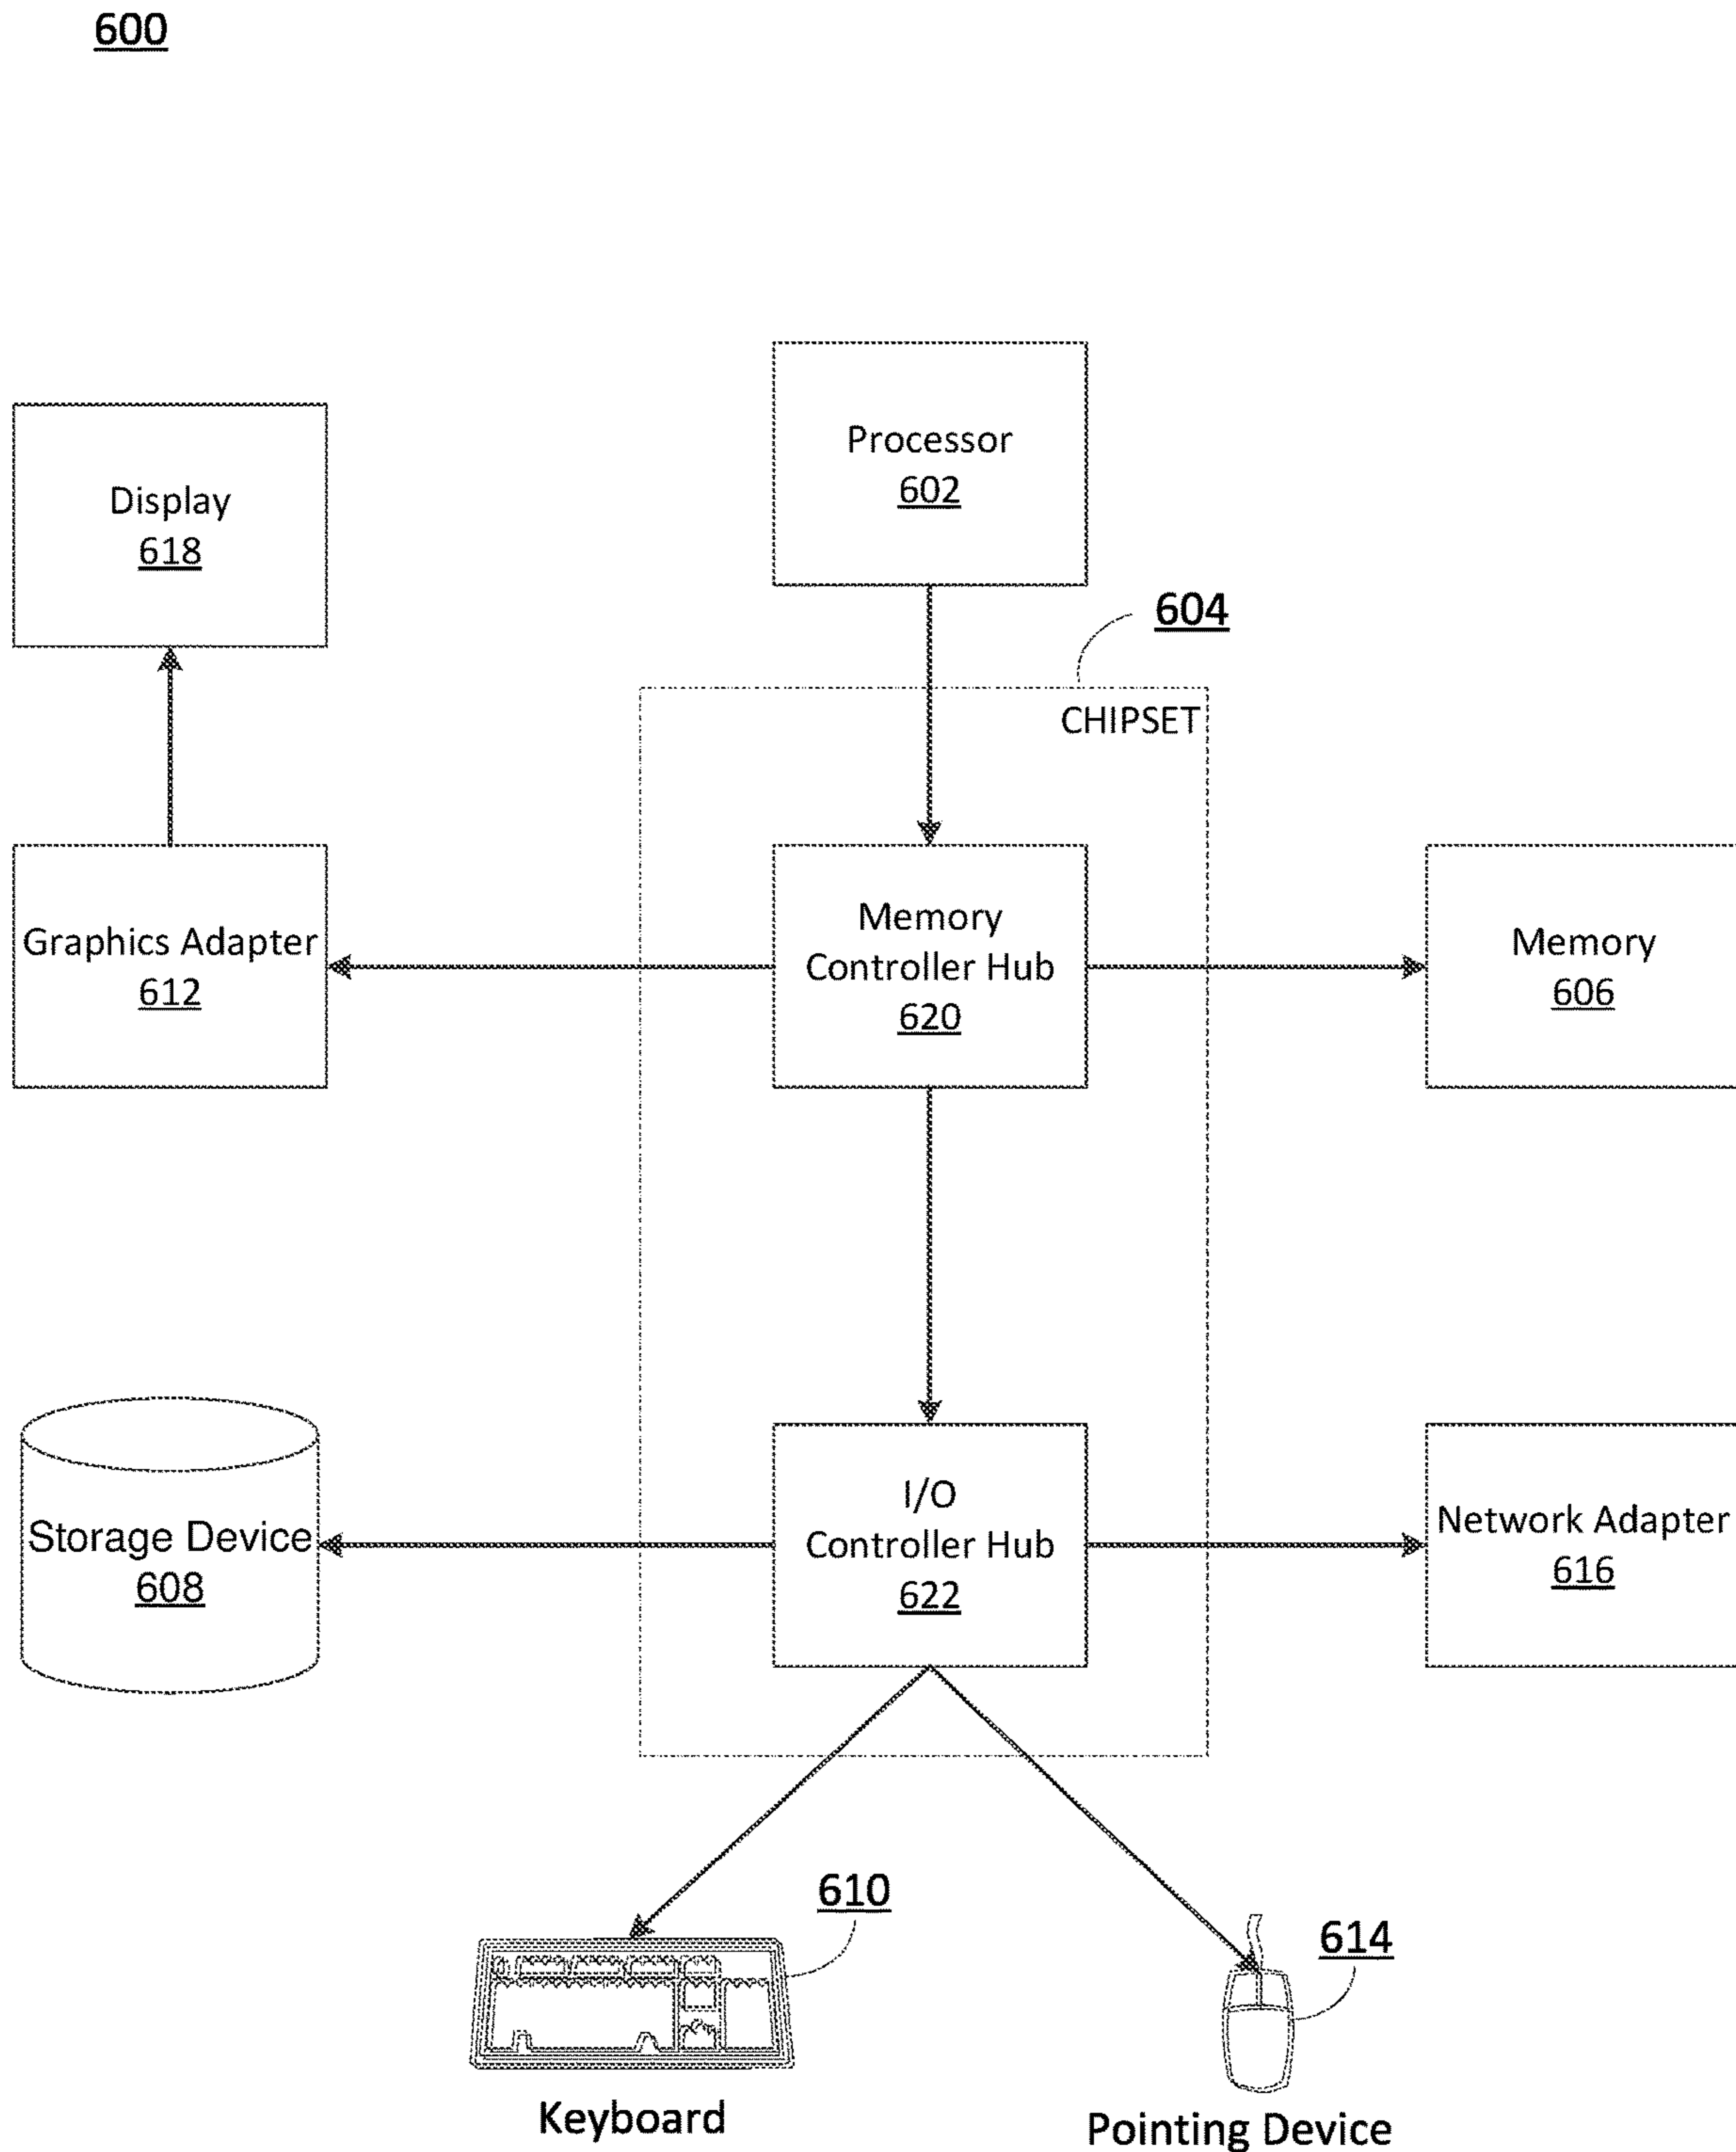 600
Processor
602
Display
618
604
CHIPSET
Graphics Adapter
612
Memory
Controller Hub
620
Memory
606
Storage Device
608
I/O
Controller Hub
622
Network Adapter
616
610
614
Keyboard
Pointing Device